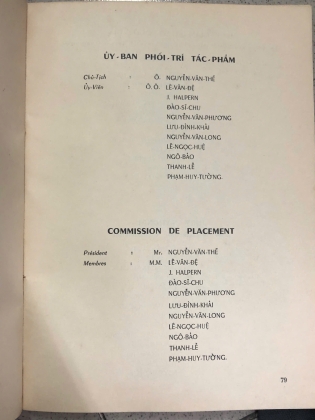 ỦY-BAN PHỐI-TRÍ TÁC-PHẨM
Chủ-Tịch : Ô. NGUYỄN-VĂN-THẾ
Ủy-Viên : Ô. Ô. LÊ-VĂN-ĐỆ
J. HALPERN
ĐÀO-SĨ-CHU
NGUYỄN-VĂN-PHƯƠNG
LƯU-ĐÌNH-KHẢI
NGUYỄN-VĂN-LONG
LÊ-NGỌC-HUỆ
NGÔ-BẢO
THANH-LỄ
PHẠM-HUY-TƯỜNG.
COMMISSION DE PLACEMENT
Président : Mr. NGUYỄN-VĂN-THẾ
Membres : M.M. LÊ-VĂN-ĐỆ
J. HALPERN
ĐÀO-SĨ-CHU
NGUYỄN-VĂN-PHƯƠNG
LƯU-ĐÌNH-KHẢI
NGUYỄN-VĂN-LONG
LÊ-NGỌC-HUỆ
NGÔ-BẢO
THANH-LỄ
PHẠM-HUY-TƯỜNG.
79